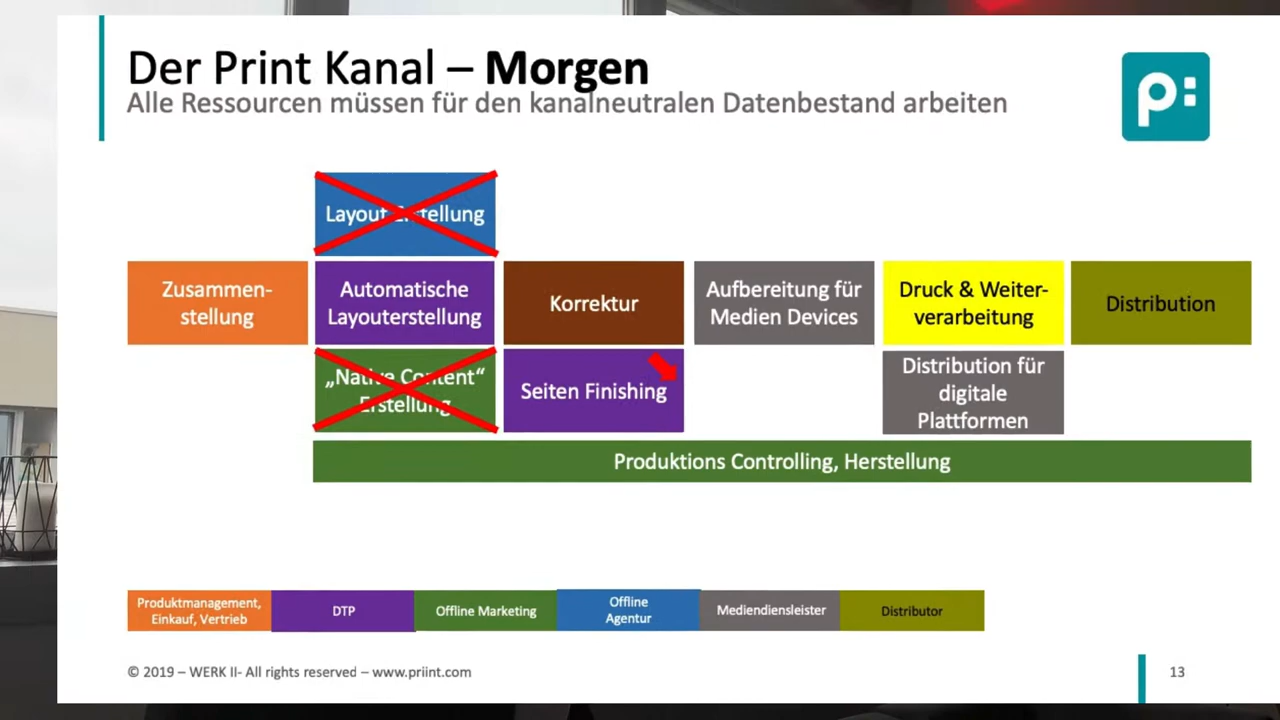 Der Print Kanal – Morgen
Alle Ressourcen müssen für den kanalneutralen Datenbestand arbeiten
p:
Layout Erstellung
Zusammen-
stellung
Automatische
Layouterstellung
Korrektur
Aufbereitung für
Medien Devices
Druck & Weiter-
verarbeitung
Distribution
„Native Content“
Erstellung
Seiten Finishing
Distribution für
digitale
Plattformen
Produktions Controlling, Herstellung
Produktmanagement,
Einkauf, Vertrieb
DTP
Offline Marketing
Offline
Agentur
Mediendiensleister
Distributor
© 2019 – WERK II- All rights reserved – www.priint.com
13